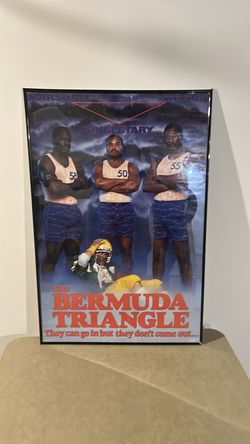 MARSHALL
SINGLETARY
58
50
55
THE
BERMUDA
TRIANGLE
They can go in but they don't come out...